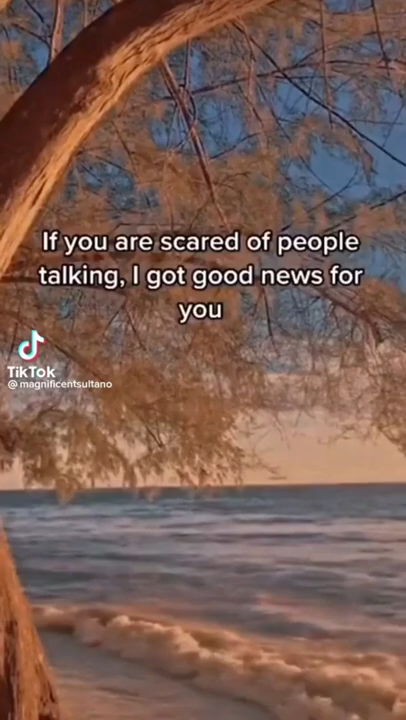 If you are scared of people
talking, I got good news for
you
TikTok
@magnificentsultano